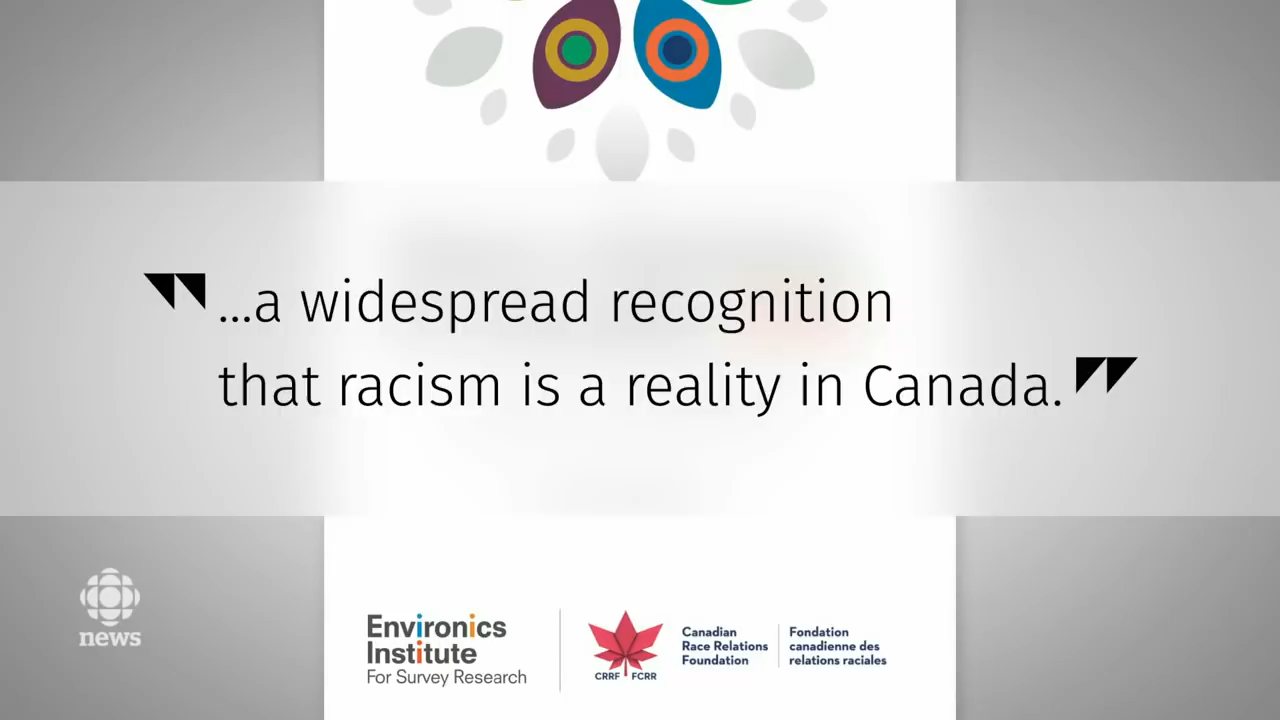 ...a widespread recognition
that racism is a reality in Canada.
news
Environics
Institute
For Survey Research
CRRF FCRR
Canadian
Race Relations
Foundation
Fondation
canadienne des
relations raciales